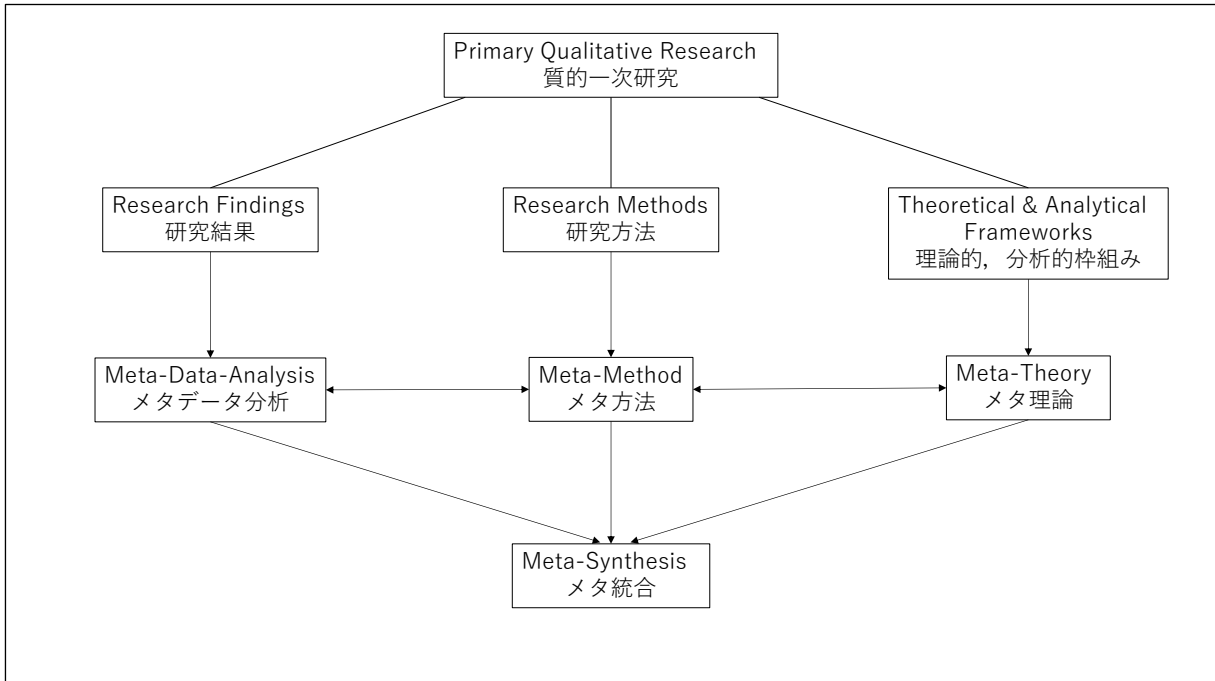 Primary Qualitative Research
質的一次研究
Research Findings
研究結果
Research Methods
研究方法
Theoretical & Analytical
Frameworks
理論的，分析的枠組み
Meta-Data-Analysis
メタデータ分析
Meta-Method
メタ方法
Meta-Theory
メタ理論
Meta-Synthesis
メタ統合